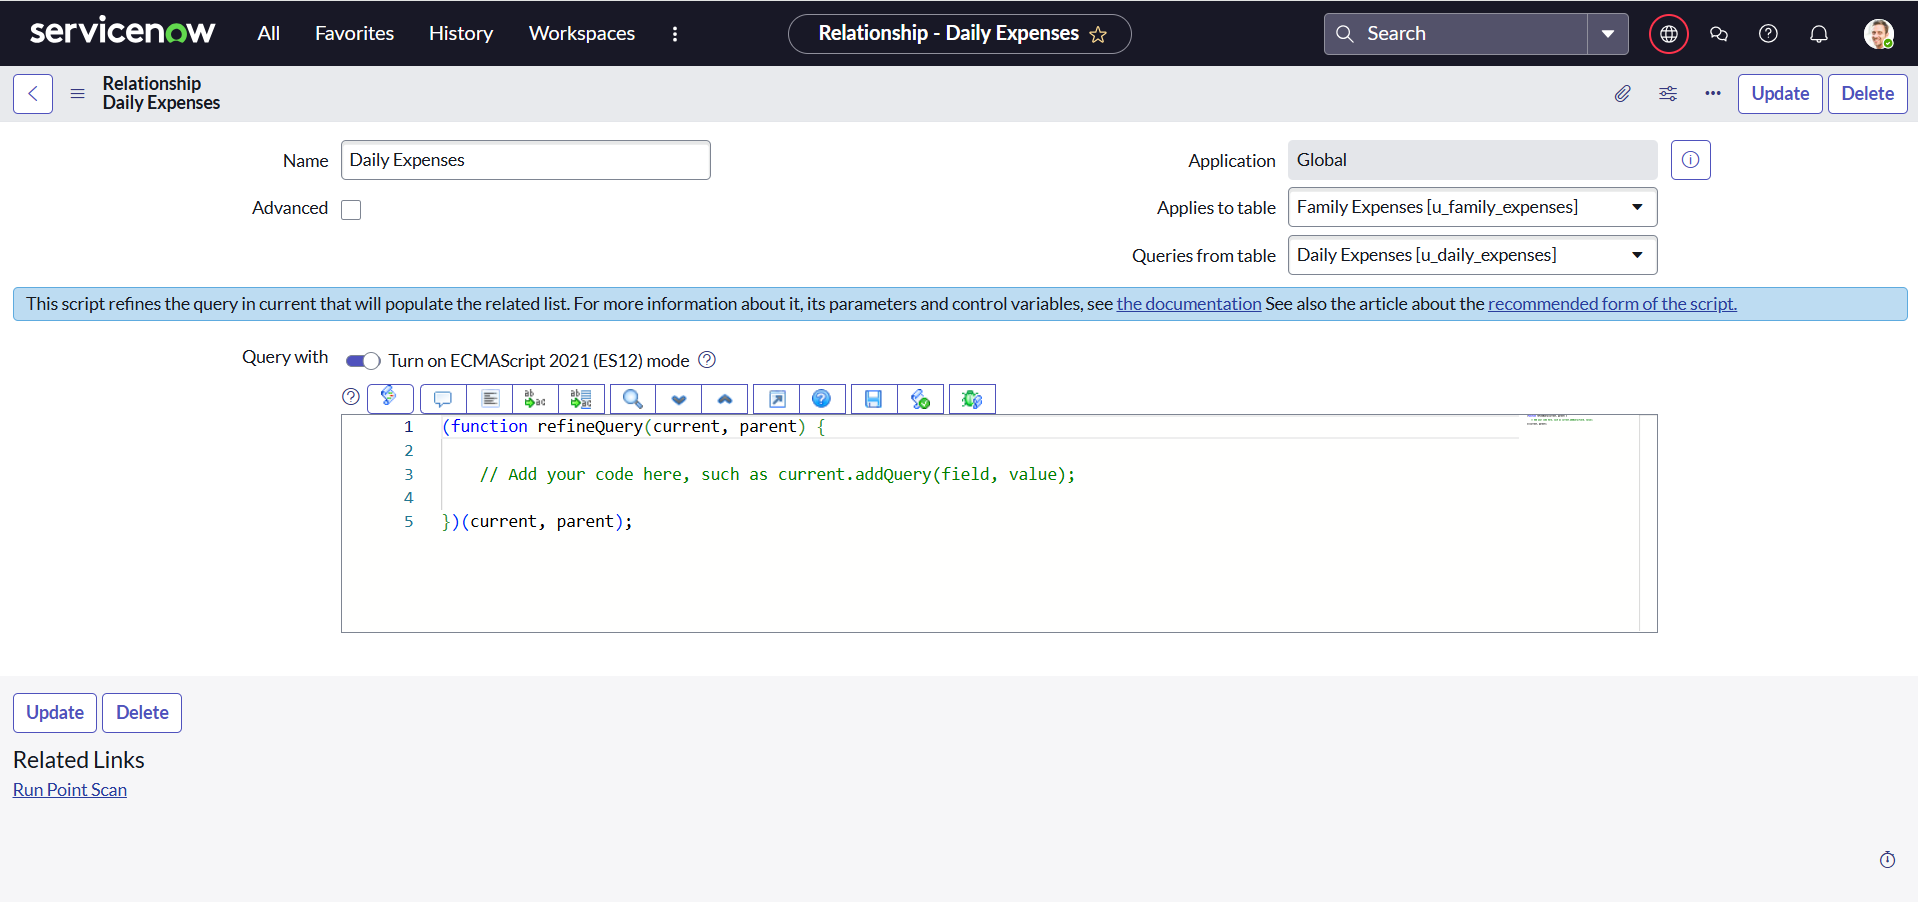 servicenow All Favorites History Workspaces Relationship - Daily Expenses Search
Relationship
Daily Expenses
Update Delete
Name Daily Expenses
Application Global
Advanced
Applies to table Family Expenses [u_family_expenses]
Queries from table Daily Expenses [u_daily_expenses]
This script refines the query in current that will populate the related list. For more information about it, its parameters and control variables, see the documentation See also the article about the recommended form of the script.
Query with Turn on ECMAScript 2021 (ES12) mode
1 (function refineQuery(current, parent) {
2
3 // Add your code here, such as current.addQuery(field, value);
4
5 })(current, parent);
Update Delete
Related Links
Run Point Scan